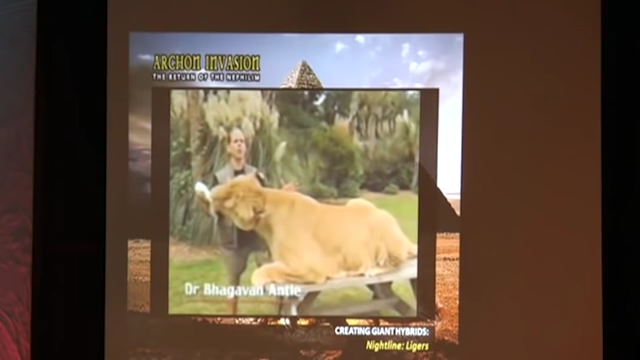 ARCHON INVASION
THE RETURN OF THE NEPHILIM
Dr Bhagavan Antle
CREATING GIANT HYBRIDS:
Nightline: Ligers